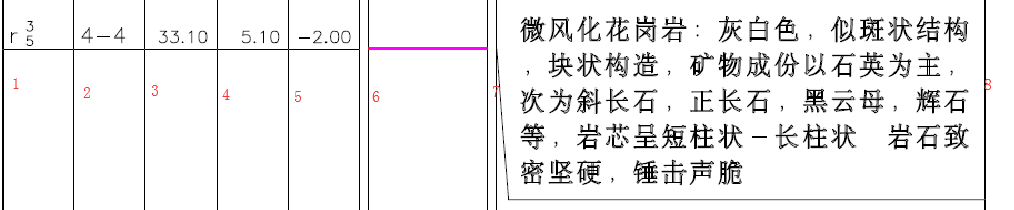 r 3 5 4-4 33.10 5.10 -2.00
1 2 3 4 5 6 7 8
微风化花岗岩：灰白色，似斑状结构
，块状构造，矿物成份以石英为主，
次为斜长石，正长石，黑云母，辉石
等，岩芯呈短柱状-长柱状 岩石致
密坚硬，锤击声脆